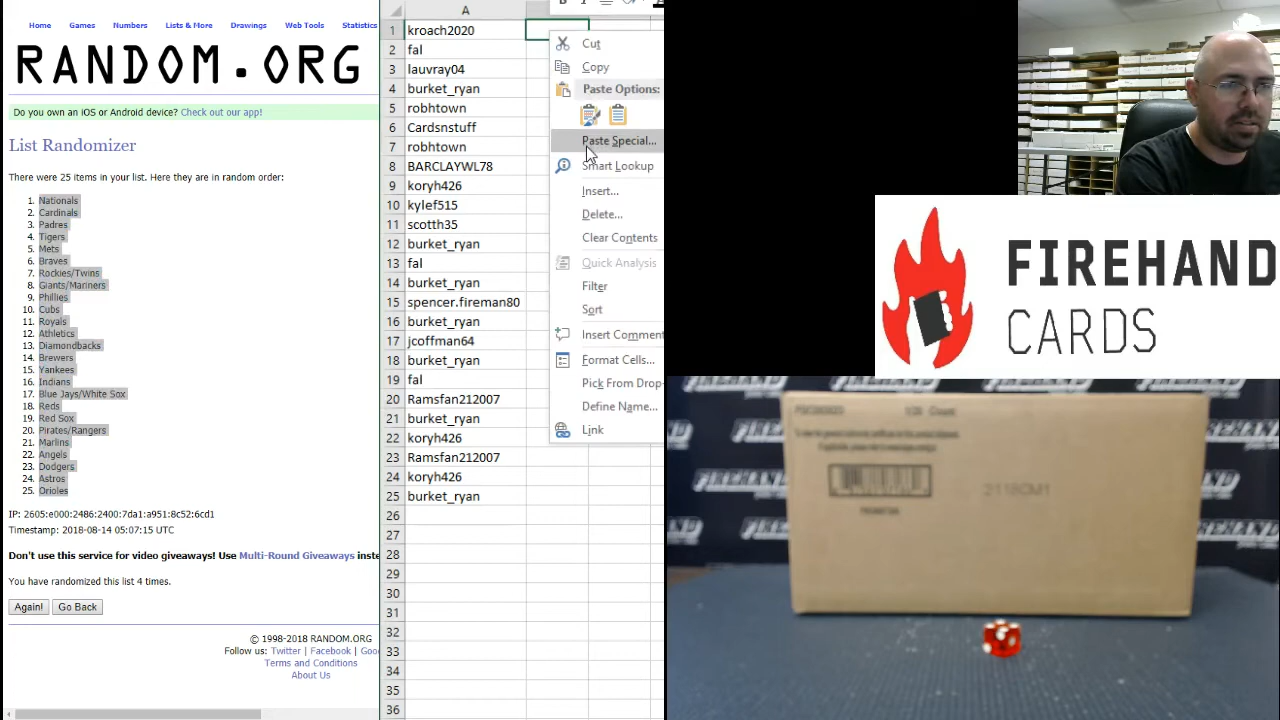 Home Games Numbers Lists & More Drawings Web Tools Statistics
RANDOM.ORG
Do you own an iOS or Android device? Check out our app!
List Randomizer
There were 25 items in your list. Here they are in random order:
1. Nationals
2. Cardinals
3. Padres
4. Tigers
5. Mets
6. Braves
7. Rockies/Twins
8. Giants/Mariners
9. Phillies
10. Cubs
11. Royals
12. Athletics
13. Diamondbacks
14. Brewers
15. Yankees
16. Indians
17. Blue Jays/White Sox
18. Reds
19. Red Sox
20. Pirates/Rangers
21. Marlins
22. Angels
23. Dodgers
24. Astros
25. Orioles
IP: 2605:e000:2486:2400:7da1:a951:8c52:6cd1
Timestamp: 2018-08-14 05:07:15 UTC
Don't use this service for video giveaways! Use Multi-Round Giveaways inste
You have randomized this list 4 times.
Again! Go Back
© 1998-2018 RANDOM.ORG
Follow us: Twitter | Facebook | Goo
Terms and Conditions
About Us
A
1 kroach2020
2 fal
3 lauvray04
4 burket_ryan
5 robhtown
6 Cardsnstuff
7 robhtown
8 BARCLAYWL78
9 koryh426
10 kylef515
11 scotth35
12 burket_ryan
13 fal
14 burket_ryan
15 spencer.fireman80
16 burket_ryan
17 jcoffman64
18 burket_ryan
19 fal
20 Ramsfan212007
21 burket_ryan
22 koryh426
23 Ramsfan212007
24 koryh426
25 burket_ryan
26
27
28
29
30
31
32
33
34
35
36
Cut
Copy
Paste Options:
Paste Special...
Smart Lookup
Insert...
Delete...
Clear Contents
Quick Analysis
Filter
Sort
Insert Comment
Format Cells...
Pick From Drop-
Define Name...
Link
FIREHAND
CARDS
2118CM1